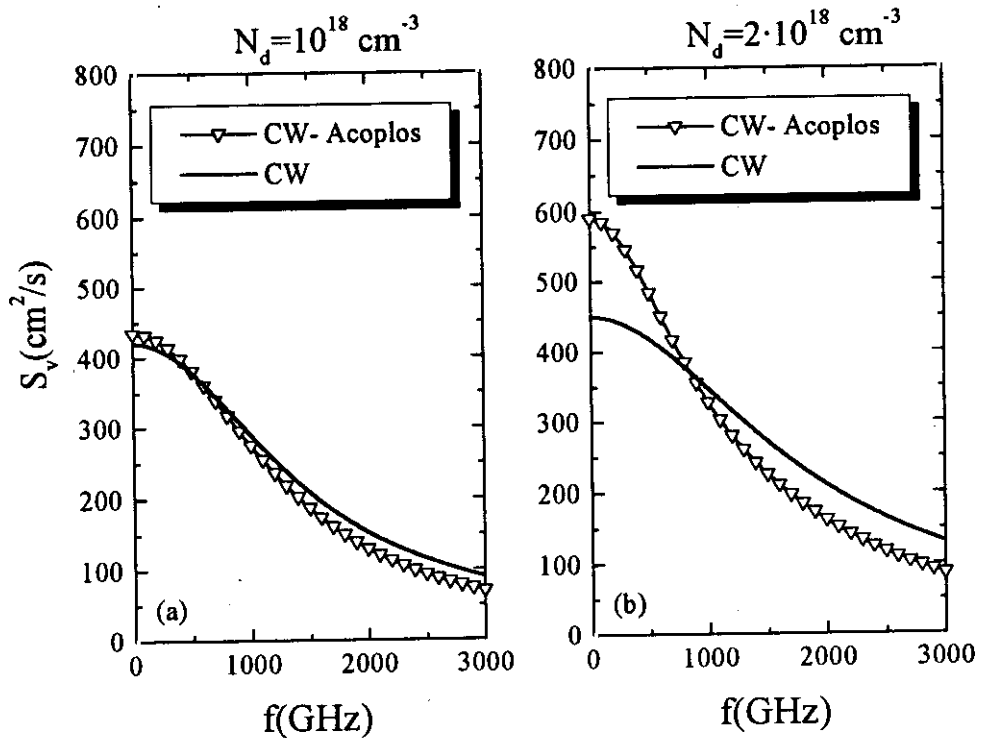 N_d=10^18 cm^-3
800
700
600
500
400
300
200
100
0
S_v(cm^2/s)
CW- Acoplos
CW
(a)
0 1000 2000 3000
f(GHz)
N_d=2·10^18 cm^-3
800
700
600
500
400
300
200
100
0
CW- Acoplos
CW
(b)
0 1000 2000 3000
f(GHz)